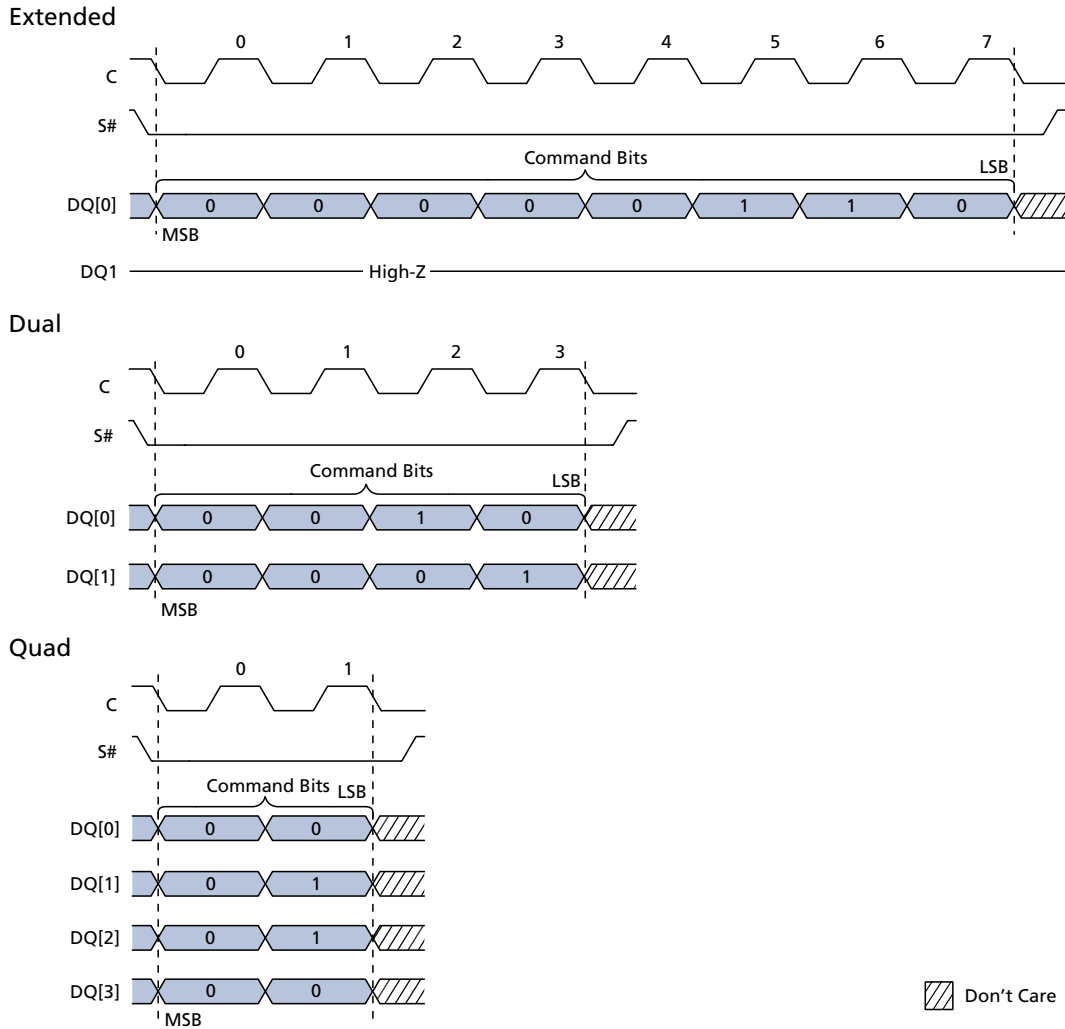 Extended
0 1 2 3 4 5 6 7
C
S#
Command Bits
LSB
DQ[0] 0 0 0 0 0 1 1 0
MSB
DQ1 High-Z
Dual
0 1 2 3
C
S#
Command Bits
LSB
DQ[0] 0 0 1 0
DQ[1] 0 0 0 1
MSB
Quad
0 1
C
S#
Command Bits LSB
DQ[0] 0 0
DQ[1] 0 1
DQ[2] 0 1
DQ[3] 0 0
Don't Care
MSB